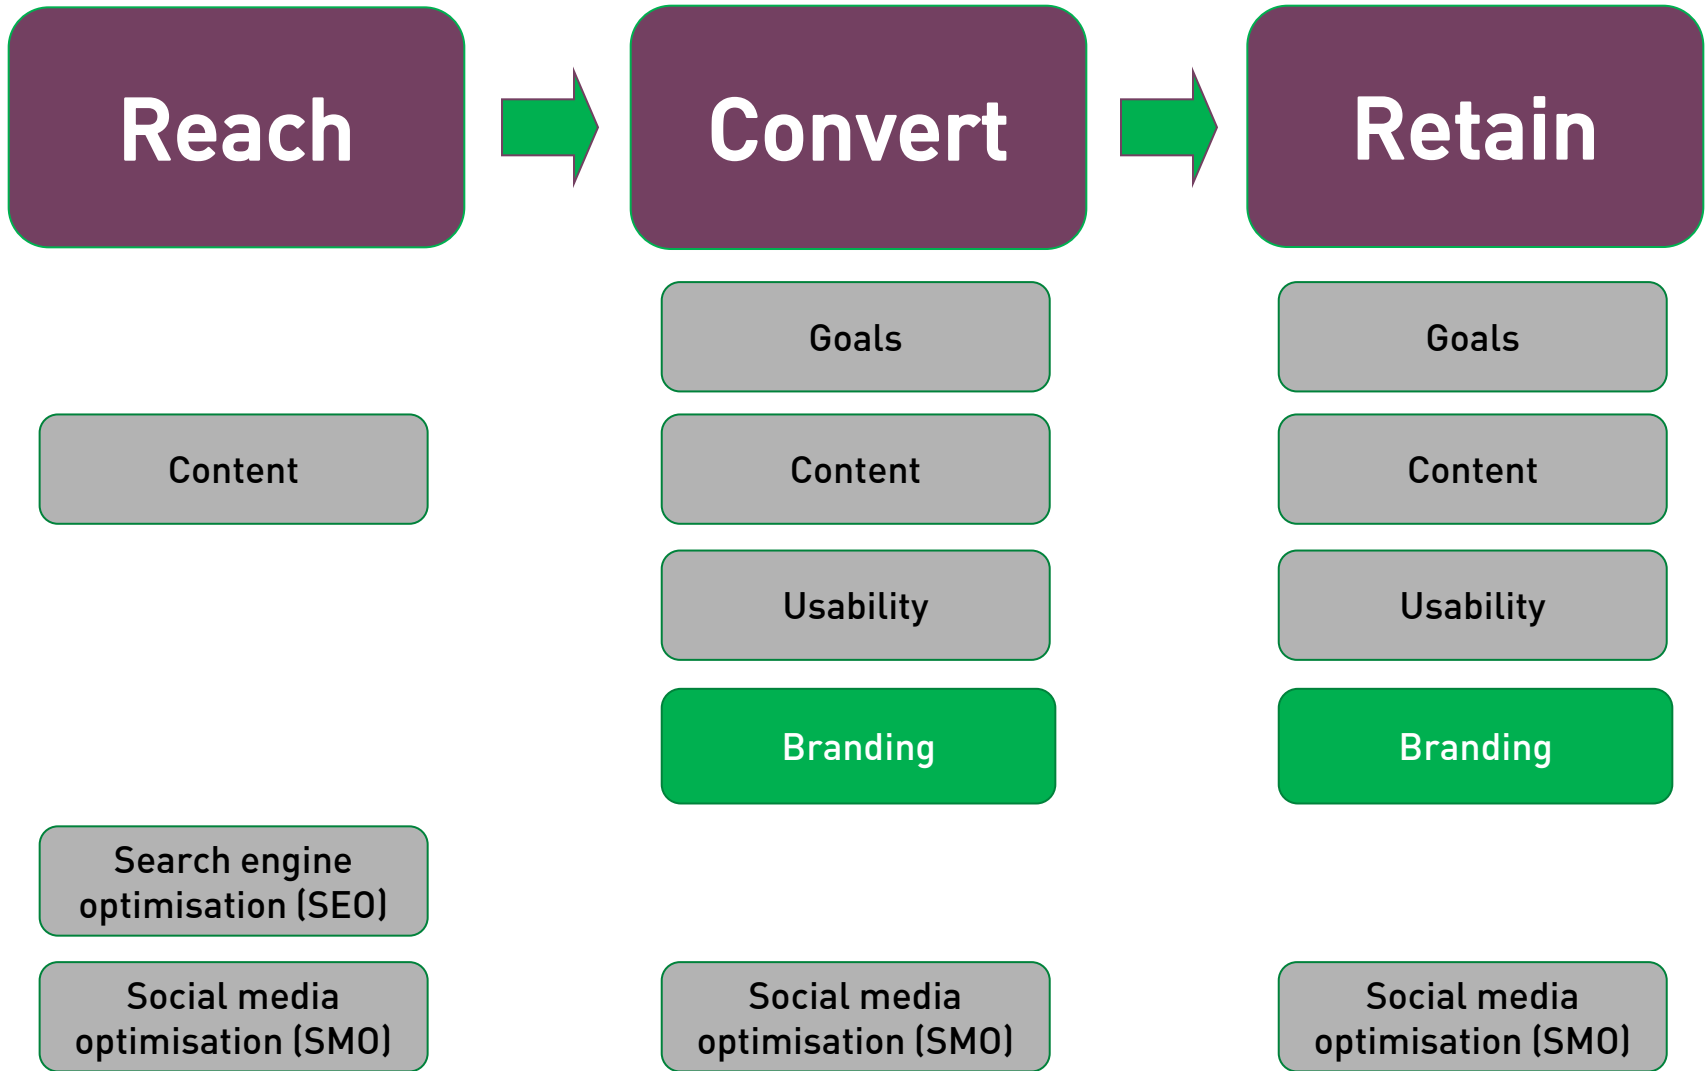 Reach
Convert
Retain
Goals
Goals
Content
Content
Content
Usability
Usability
Branding
Branding
Search engine
optimisation (SEO)
Social media
optimisation (SMO)
Social media
optimisation (SMO)
Social media
optimisation (SMO)